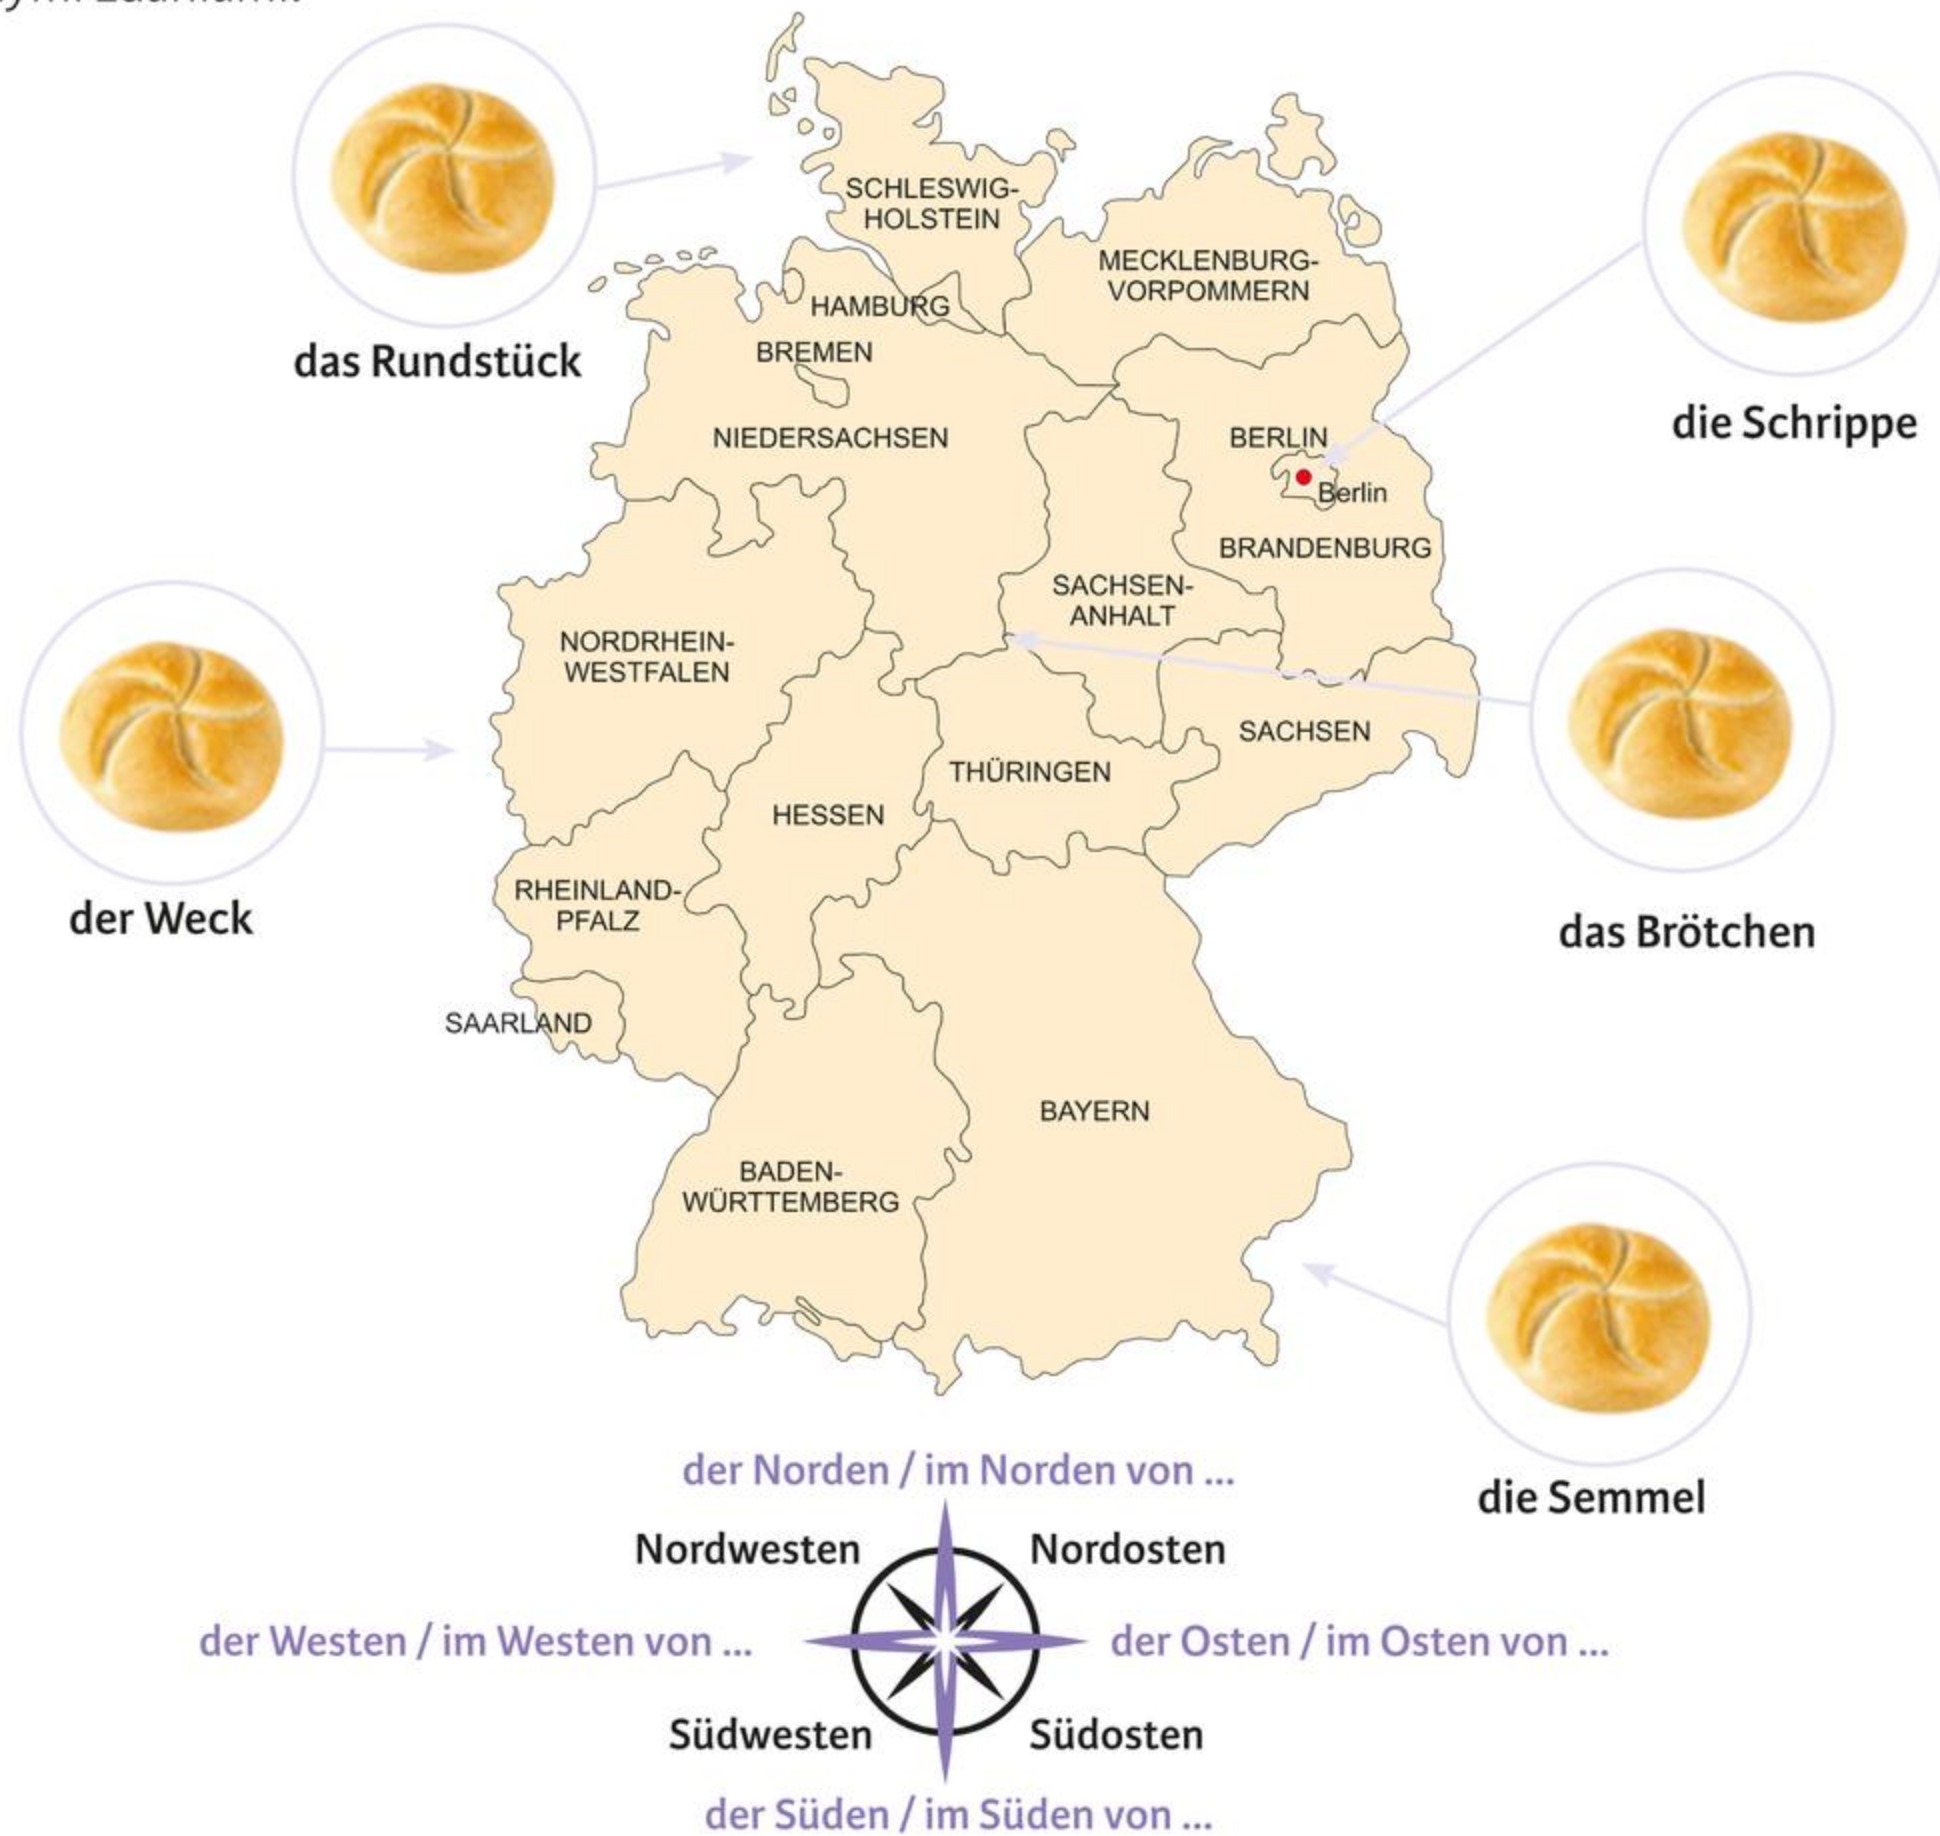 das Rundstück
die Schrippe
der Weck
das Brötchen
die Semmel
SCHLESWIG-
HOLSTEIN
MECKLENBURG-
VORPOMMERN
HAMBURG
BREMEN
NIEDERSACHSEN
BERLIN
Berlin
BRANDENBURG
SACHSEN-
ANHALT
NORDRHEIN-
WESTFALEN
SACHSEN
THÜRINGEN
HESSEN
RHEINLAND-
PFALZ
SAARLAND
BAYERN
BADEN-
WÜRTTEMBERG
der Norden / im Norden von ...
Nordwesten
Nordosten
der Westen / im Westen von ...
der Osten / im Osten von ...
Südwesten
Südosten
der Süden / im Süden von ...